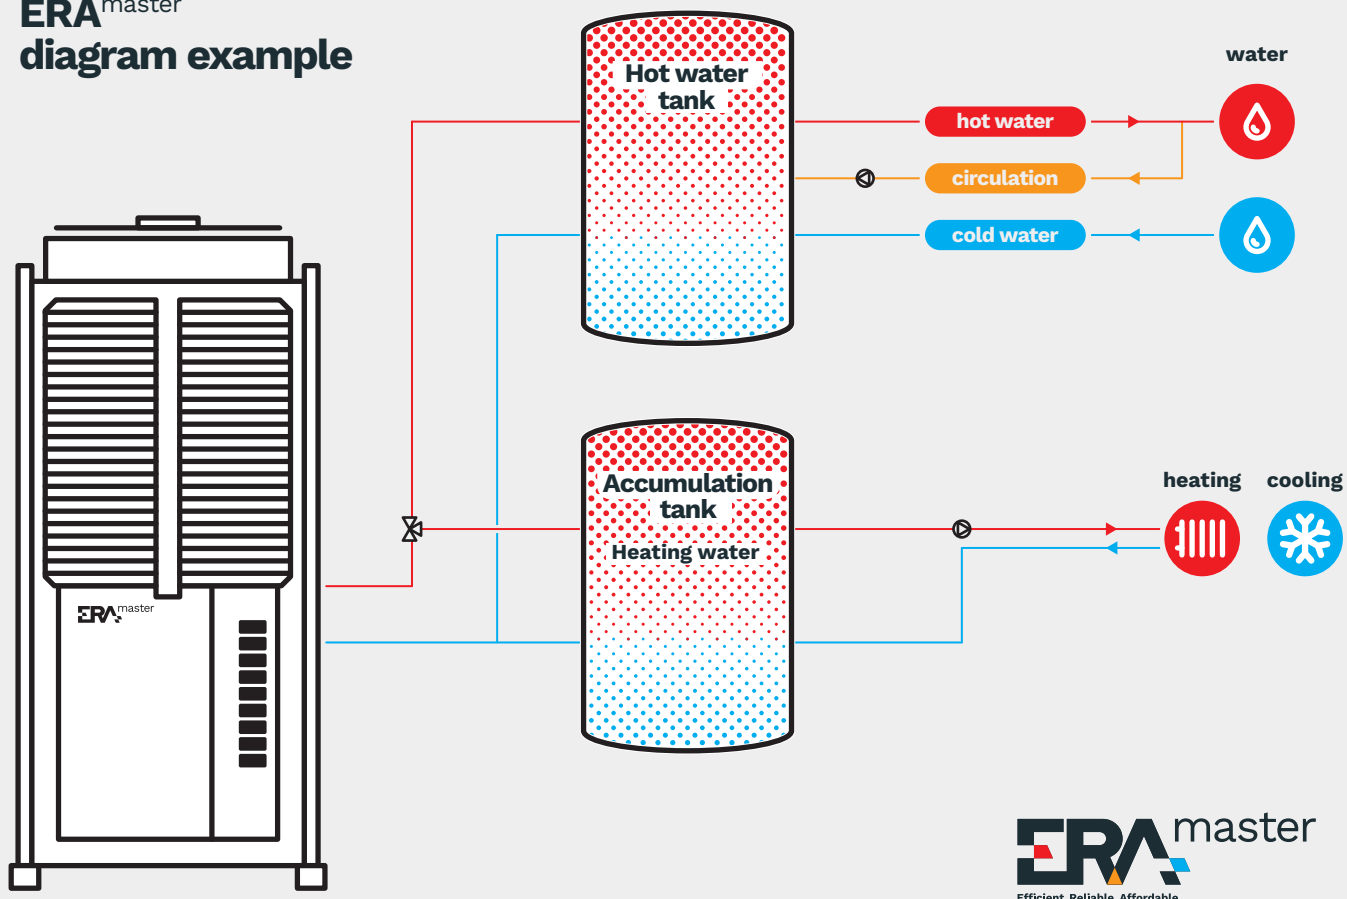 ERA master
diagram example
Hot water
tank
water
hot water
circulation
cold water
Accumulation
tank
Heating water
heating
cooling
ERA master
ERA master
Efficient. Reliable. Affordable.